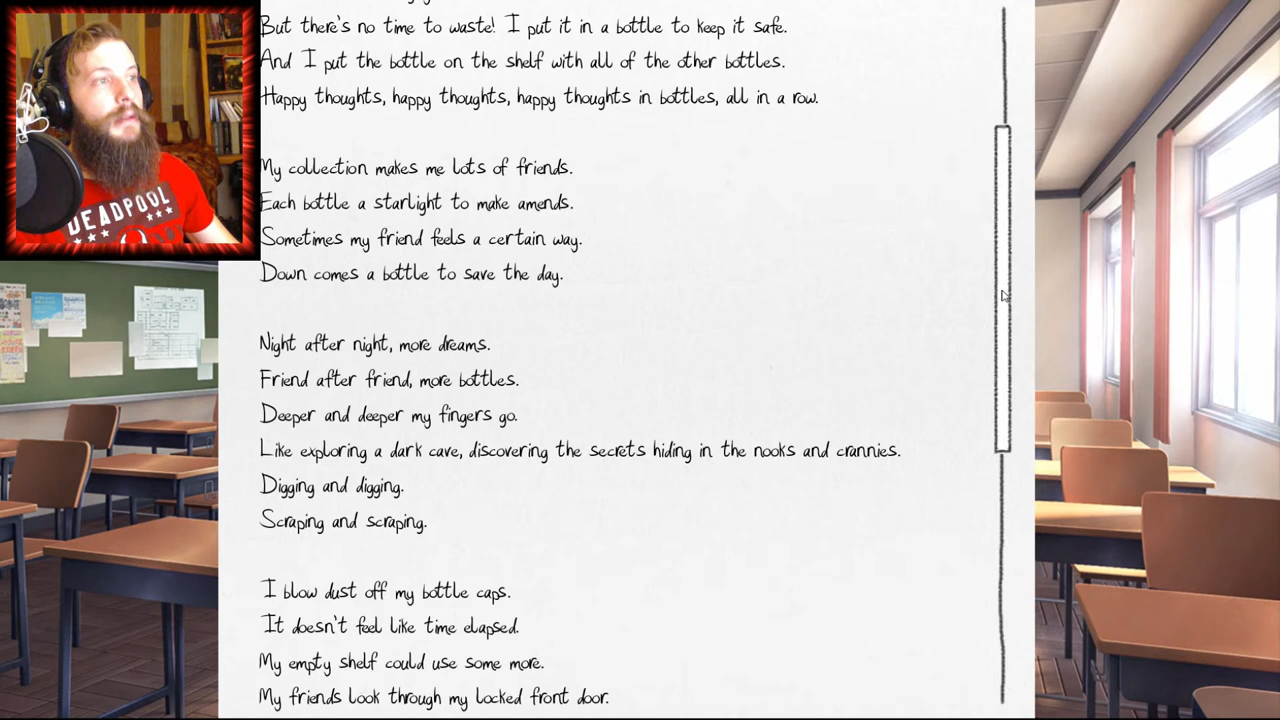 But there's no time to waste! I put it in a bottle to keep it safe.
And I put the bottle on the shelf with all of the other bottles.
Happy thoughts, happy thoughts, happy thoughts in bottles, all in a row.
My collection makes me lots of friends.
Each bottle a starlight to make amends.
Sometimes my friend feels a certain way.
Down comes a bottle to save the day.
Night after night, more dreams.
Friend after friend, more bottles.
Deeper and deeper my fingers go.
Like exploring a dark cave, discovering the secrets hiding in the nooks and crannies.
Digging and digging.
Scraping and scraping.
I blow dust off my bottle caps.
It doesn't feel like time elapsed.
My empty shelf could use some more.
My friends look through my locked front door.
DEADPOOL